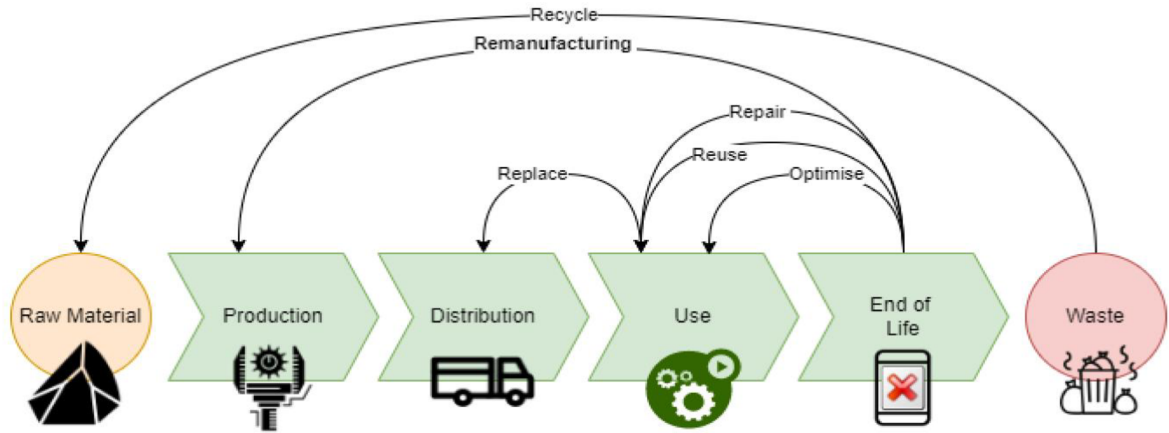 Recycle
Remanufacturing
Repair
Reuse
Replace
Optimise
Raw Material
Production
Distribution
Use
End of
Life
Waste